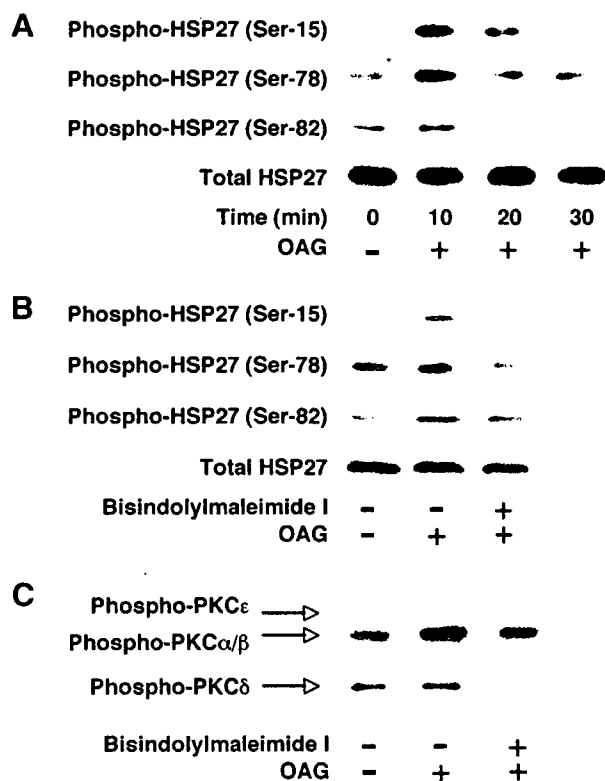 A
Phospho-HSP27 (Ser-15)
Phospho-HSP27 (Ser-78)
Phospho-HSP27 (Ser-82)
Total HSP27
Time (min) 0 10 20 30
OAG - + + +
B
Phospho-HSP27 (Ser-15)
Phospho-HSP27 (Ser-78)
Phospho-HSP27 (Ser-82)
Total HSP27
Bisindolylmaleimide I - - +
OAG - + +
C
Phospho-PKCε
Phospho-PKCα/β
Phospho-PKCδ
Bisindolylmaleimide I - - +
OAG - + +